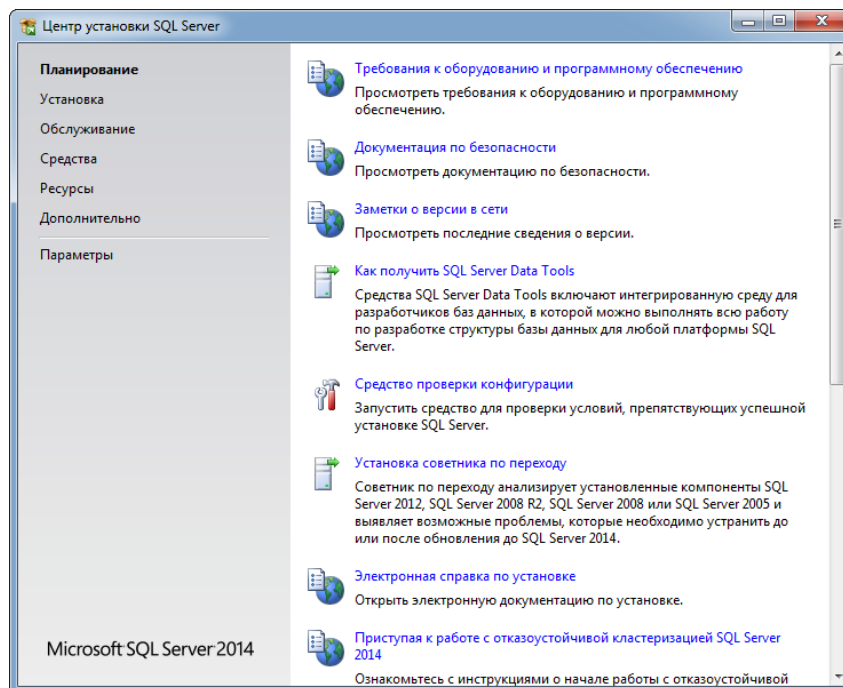 Центр установки SQL Server
Планирование
Установка
Обслуживание
Средства
Ресурсы
Дополнительно
Параметры
Microsoft SQL Server 2014
Требования к оборудованию и программному обеспечению
Просмотреть требования к оборудованию и программному
обеспечению.
Документация по безопасности
Просмотреть документацию по безопасности.
Заметки о версии в сети
Просмотреть последние сведения о версии.
Как получить SQL Server Data Tools
Средства SQL Server Data Tools включают интегрированную среду для
разработчиков баз данных, в которой можно выполнять всю работу
по разработке структуры базы данных для любой платформы SQL
Server.
Средство проверки конфигурации
Запустить средство для проверки условий, препятствующих успешной
установке SQL Server.
Установка советника по переходу
Советник по переходу анализирует установленные компоненты SQL
Server 2012, SQL Server 2008 R2, SQL Server 2008 или SQL Server 2005 и
выявляет возможные проблемы, которые необходимо устранить до
или после обновления до SQL Server 2014.
Электронная справка по установке
Открыть электронную документацию по установке.
Приступая к работе с отказоустойчивой кластеризацией SQL Server
2014
Ознакомьтесь с инструкциями о начале работы с отказоустойчивой